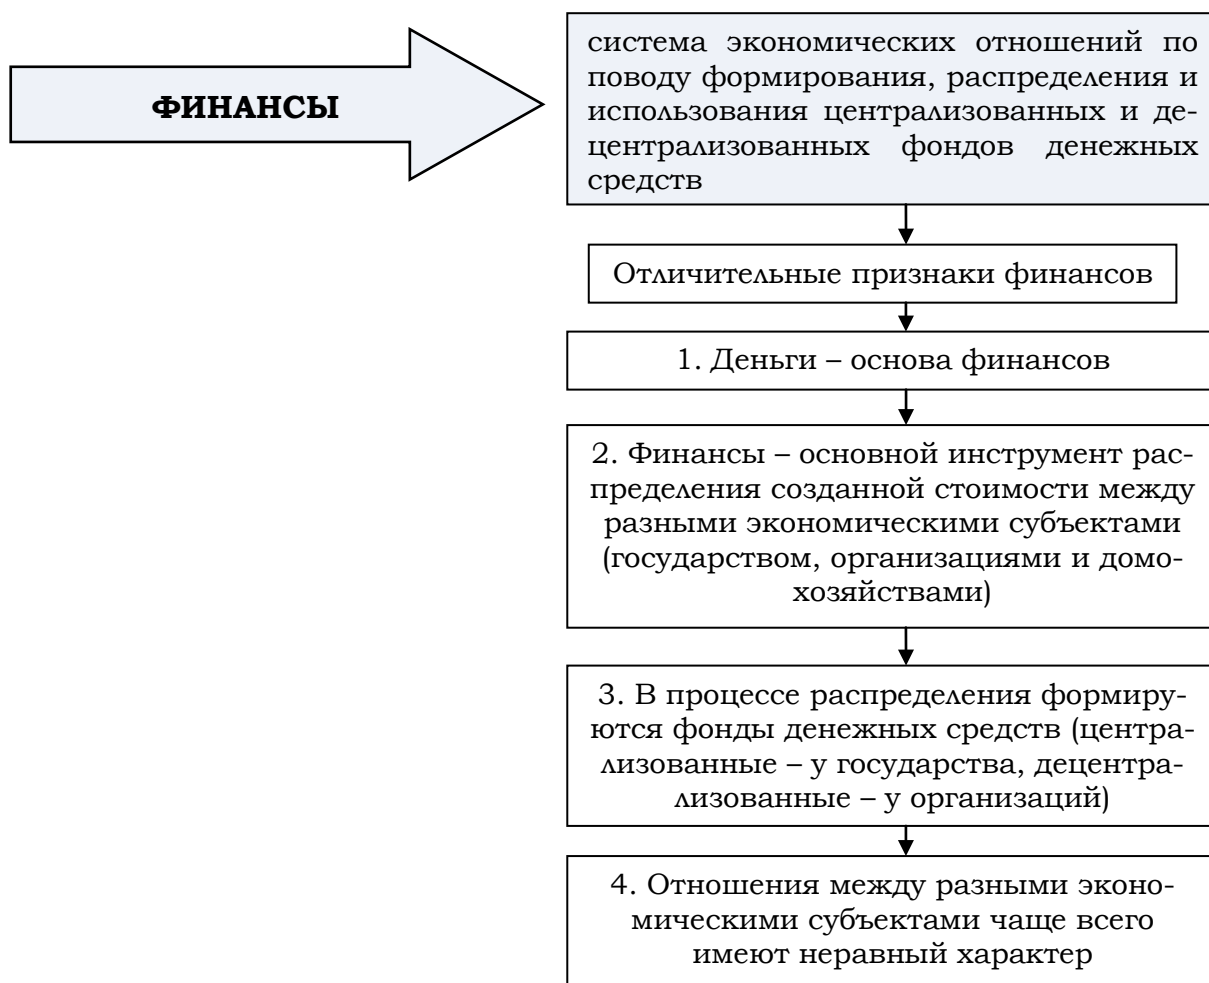 ФИНАНСЫ
система экономических отношений по
поводу формирования, распределения и
использования централизованных и де-
централизованных фондов денежных
средств
Отличительные признаки финансов
1. Деньги – основа финансов
2. Финансы – основной инструмент рас-
пределения созданной стоимости между
разными экономическими субъектами
(государством, организациями и домо-
хозяйствами)
3. В процессе распределения формиру-
ются фонды денежных средств (центра-
лизованные – у государства, децентра-
лизованные – у организаций)
4. Отношения между разными эконо-
мическими субъектами чаще всего
имеют неравный характер